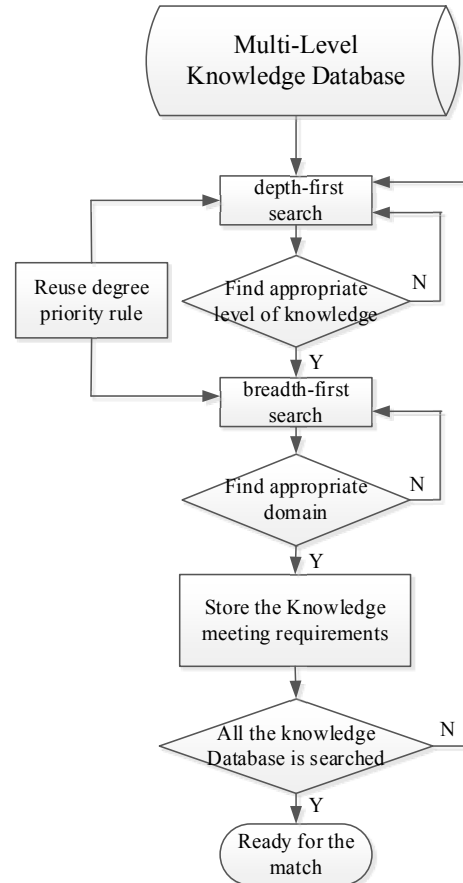 Multi-Level
Knowledge Database
depth-first
search
Reuse degree
priority rule
Find appropriate
level of knowledge
N
Y
breadth-first
search
Find appropriate
domain
N
Y
Store the Knowledge
meeting requirements
All the knowledge
Database is searched
N
Y
Ready for the
match